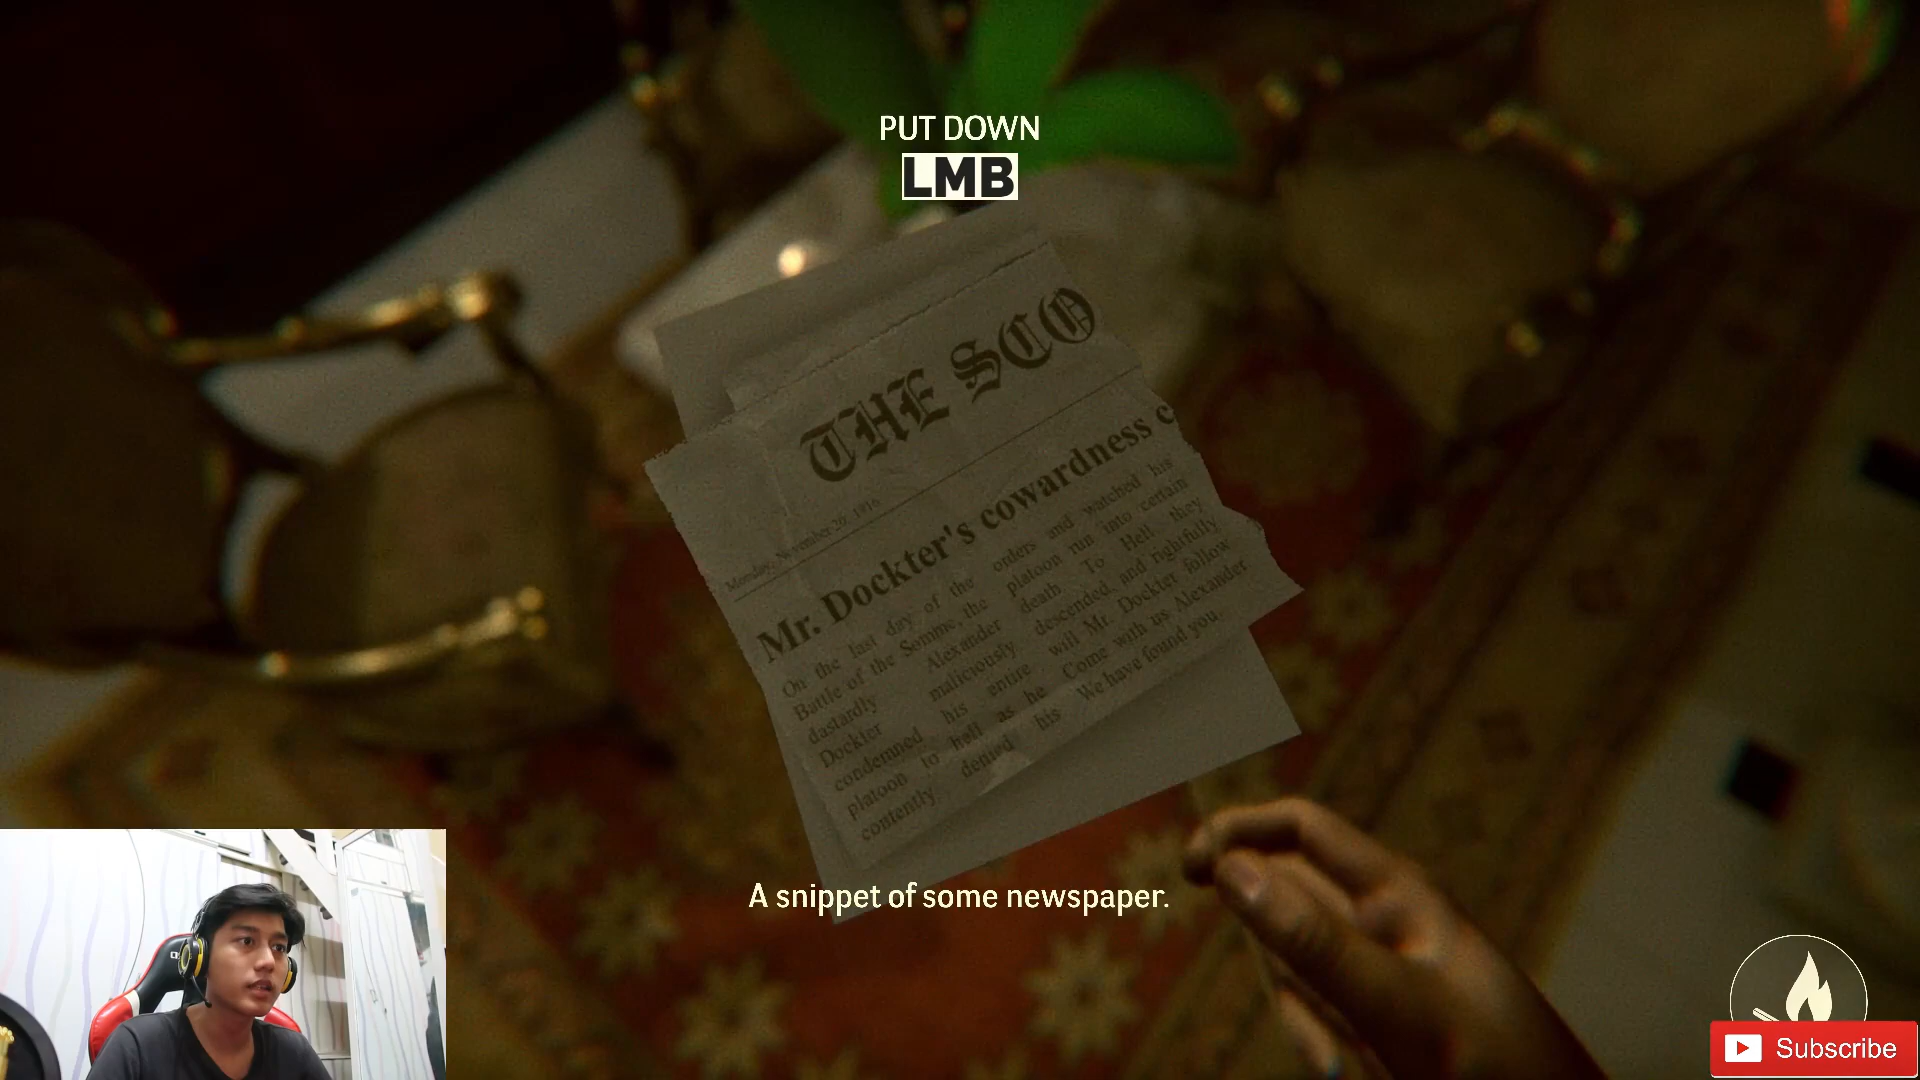 PUT DOWN
LMB
THE SCO
Monday, November 20, 1916
Mr. Dockter's cowardness c
On the last day of the
Battle of the Somme, the
dastardly Alexander
Dockter maliciously
condemned his entire
platoon to hell as he
contently denied his
orders and watched his
platoon run into certain
death. To Hell, they
descended, and rightfully
will Mr. Dockter follow
Come with us Alexander
We have found you.
A snippet of some newspaper.
Subscribe